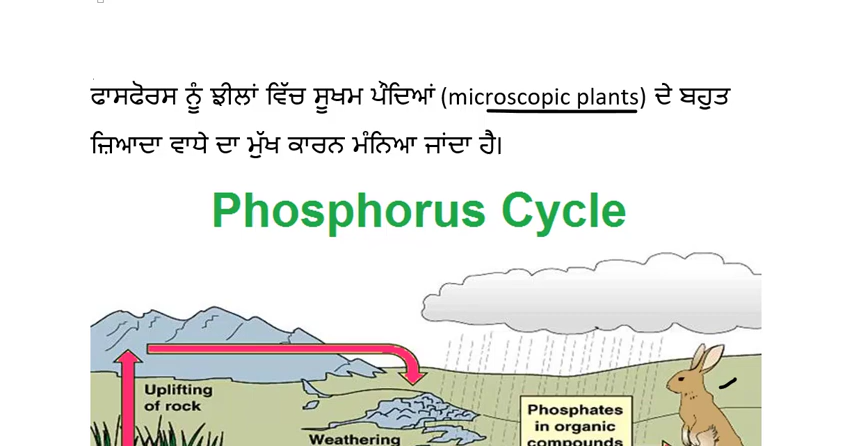 ਫਾਸਫੋਰਸ ਨੂੰ ਝੀਲਾਂ ਵਿੱਚ ਸੂਖਮ ਪੌਦਿਆਂ (microscopic plants) ਦੇ ਬਹੁਤ
ਜ਼ਿਆਦਾ ਵਾਧੇ ਦਾ ਮੁੱਖ ਕਾਰਨ ਮੰਨਿਆ ਜਾਂਦਾ ਹੈ।
Phosphorus Cycle
Uplifting
of rock
Weathering
Phosphates
in organic
compounds